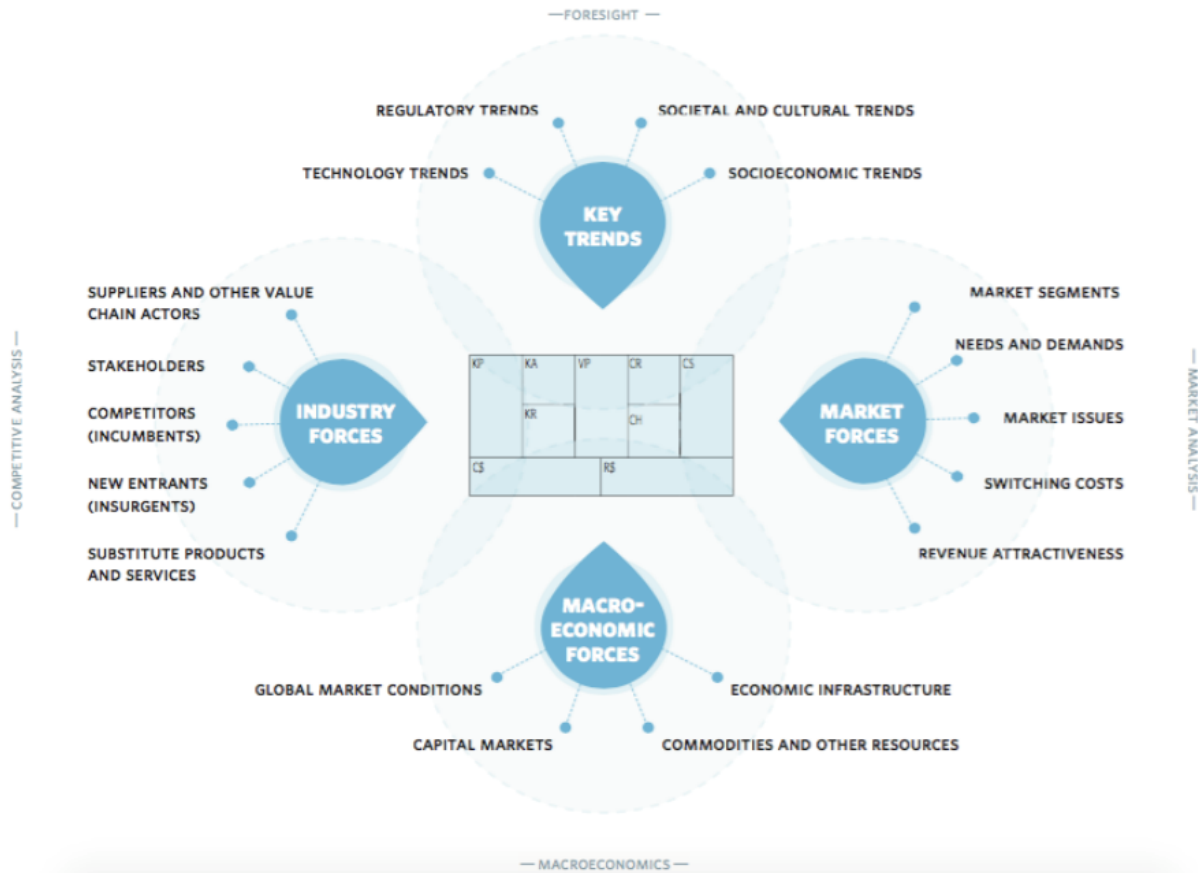 —FORESIGHT —
REGULATORY TRENDS
SOCIETAL AND CULTURAL TRENDS
TECHNOLOGY TRENDS
SOCIOECONOMIC TRENDS
KEY
TRENDS
—COMPETITIVE ANALYSIS —
SUPPLIERS AND OTHER VALUE
CHAIN ACTORS
STAKEHOLDERS
COMPETITORS
(INCUMBENTS)
NEW ENTRANTS
(INSURGENTS)
SUBSTITUTE PRODUCTS
AND SERVICES
INDUSTRY
FORCES
KP
KA
VP
CR
CS
KR
CH
C$
R$
MARKET
FORCES
MARKET SEGMENTS
NEEDS AND DEMANDS
MARKET ISSUES
SWITCHING COSTS
REVENUE ATTRACTIVENESS
— MARKET ANALYSIS—
MACRO-
ECONOMIC
FORCES
GLOBAL MARKET CONDITIONS
ECONOMIC INFRASTRUCTURE
CAPITAL MARKETS
COMMODITIES AND OTHER RESOURCES
— MACROECONOMICS —